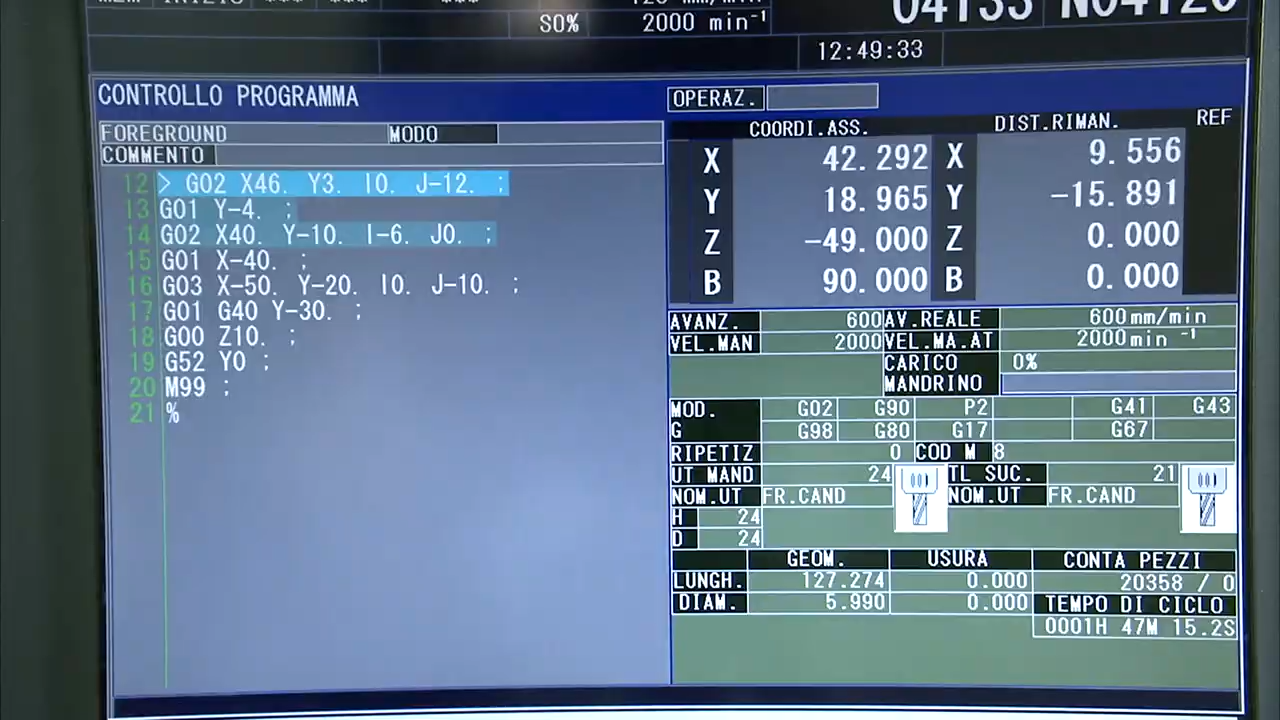 MEM INIZIO *** *** ***
S0% 2000 min⁻¹
O4133 N04120
12:49:33
CONTROLLO PROGRAMMA
FOREGROUND MODO
COMMENTO
12 > G02 X46. Y3. I0. J-12. ;
13 G01 Y-4. ;
14 G02 X40. Y-10. I-6. J0. ;
15 G01 X-40. ;
16 G03 X-50. Y-20. I0. J-10. ;
17 G01 G40 Y-30. ;
18 G00 Z10. ;
19 G52 Y0 ;
20 M99 ;
21 %
OPERAZ.
COORDI.ASS. DIST.RIMAN. REF
X 42.292 X 9.556
Y 18.965 Y -15.891
Z -49.000 Z 0.000
B 90.000 B 0.000
AVANZ. 600 AV.REALE 600mm/min
VEL.MAN 2000 VEL.MA.AT 2000min ⁻¹
CARICO 0%
MANDRINO
MOD. G02 G90 P2 G41 G43
G G98 G80 G17 G67
RIPETIZ 0 COD M 8
UT MAND 24 TL SUC. 21
NOM.UT FR.CAND NOM.UT FR.CAND
H 24
D 24
GEOM. USURA CONTA PEZZI
LUNGH. 127.274 0.000 20358 / 0
DIAM. 5.990 0.000 TEMPO DI CICLO
0001H 47M 15.2S